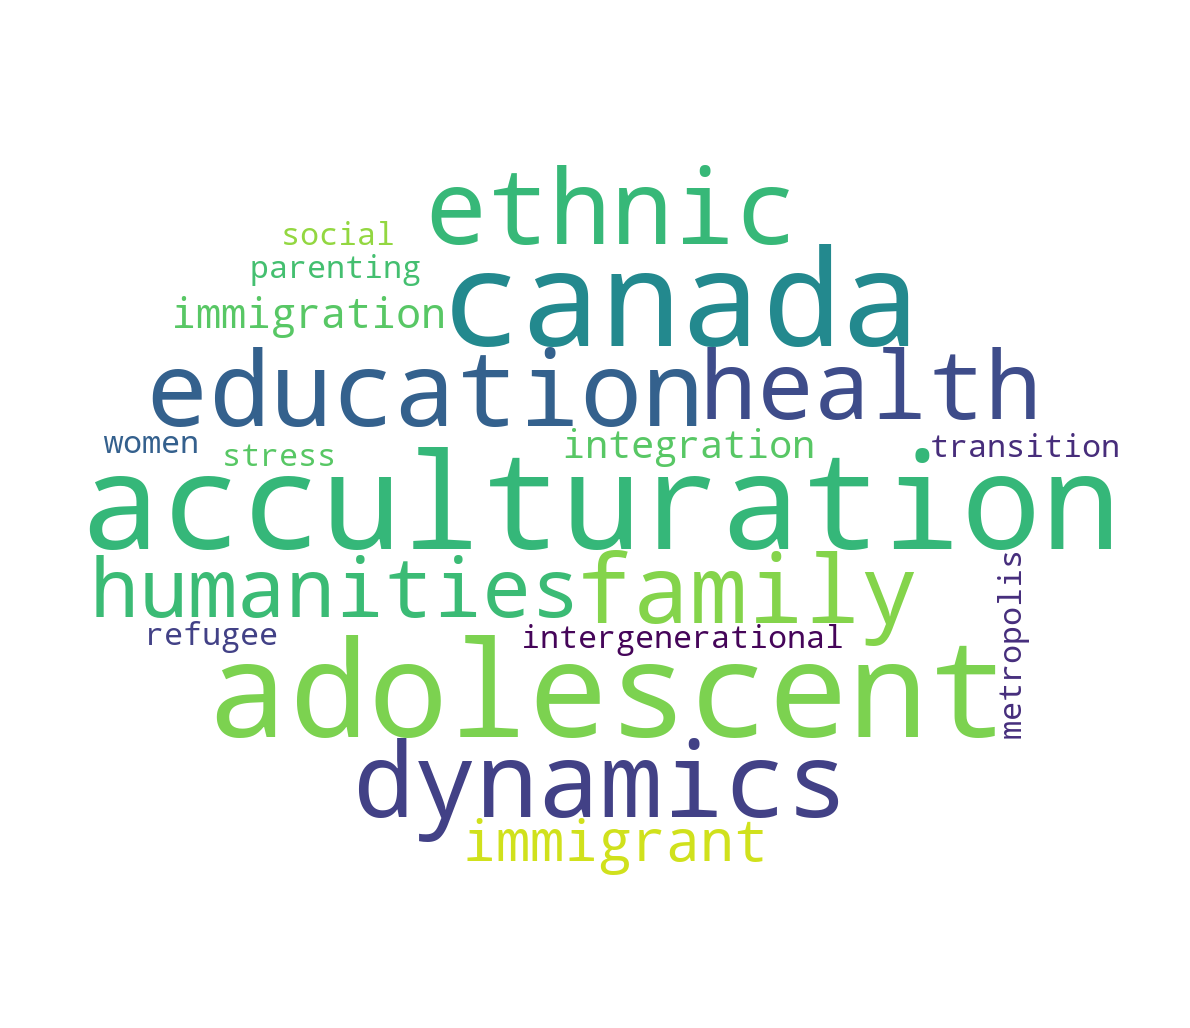 ethnic
social
canada
parenting
immigration
education
health
women
stress
integration
transition
acculturation
humanities
family
metropolis
refugee
intergenerational
adolescent
dynamics
immigrant